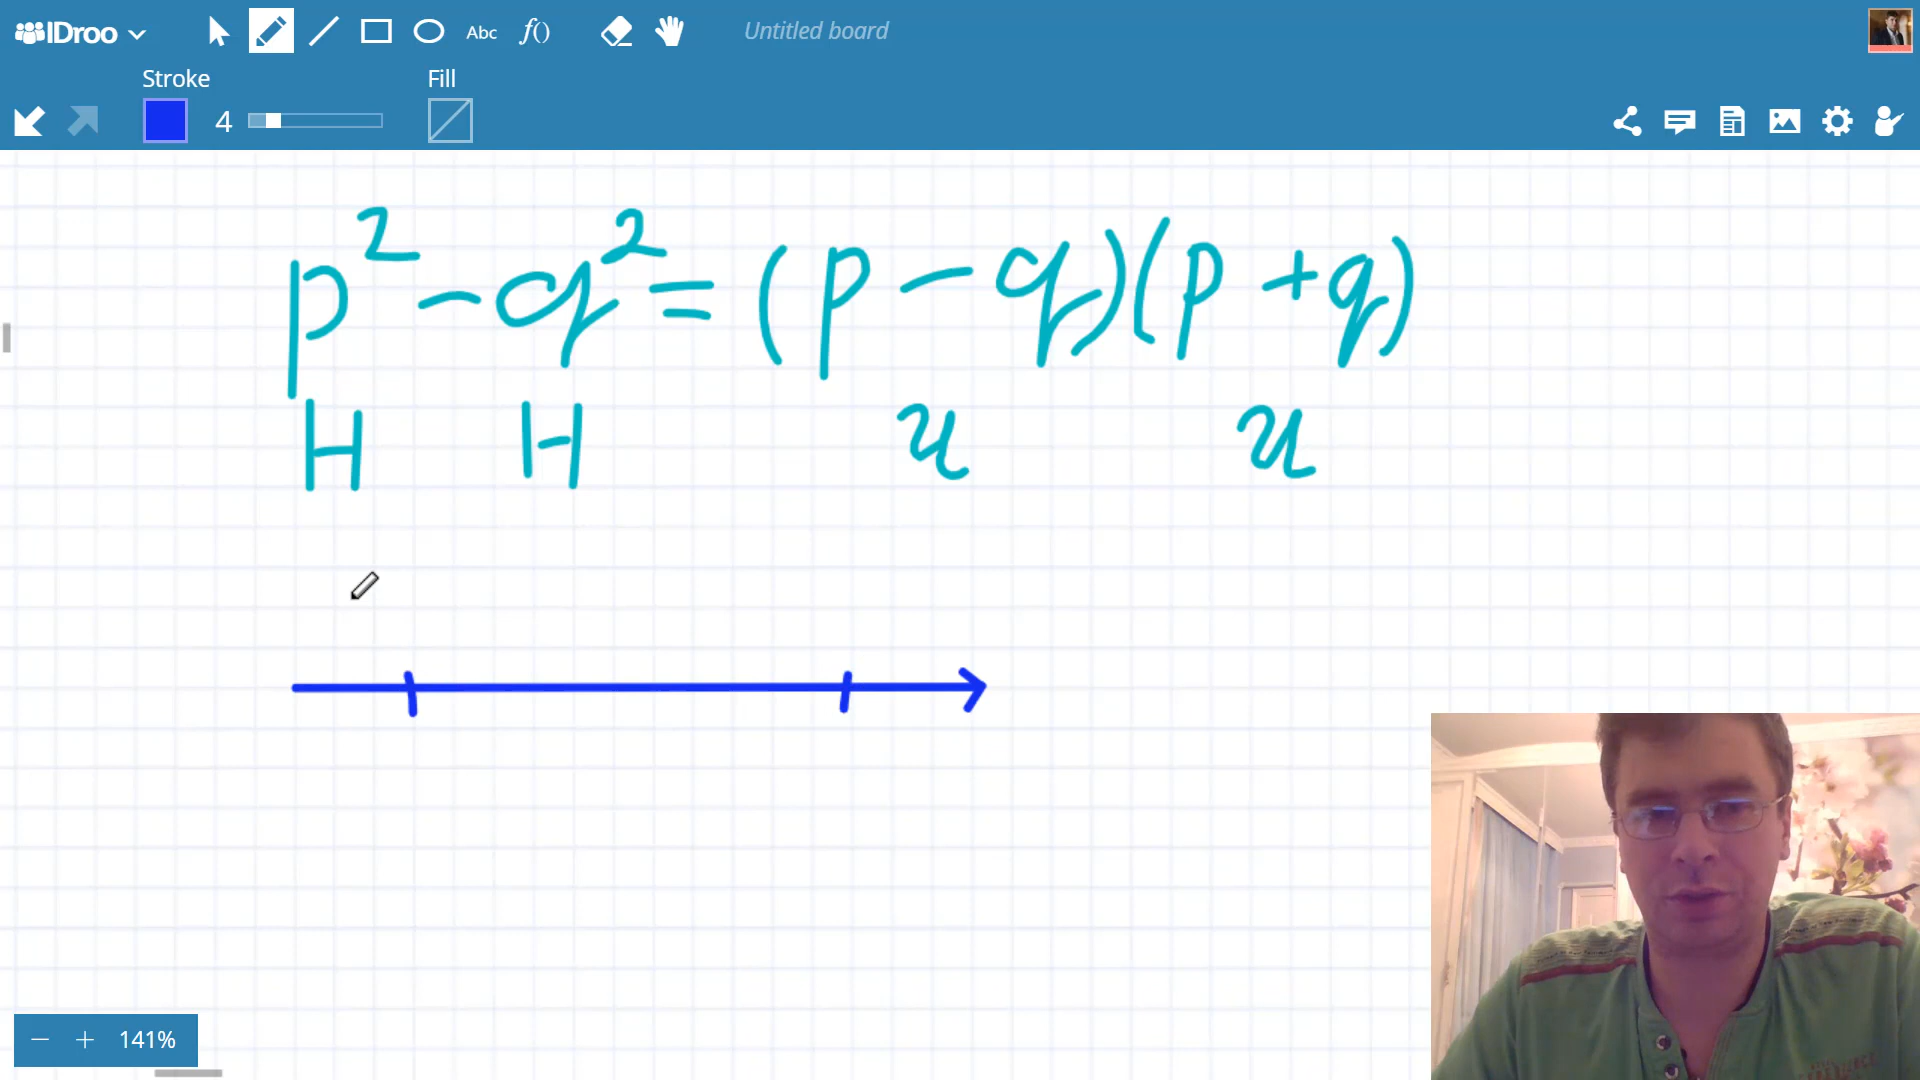 IDroo
Abc
f()
Untitled board
Stroke
Fill
4
p² - q² = (p - q)(p + q)
Н Н ч ч
− + 141%